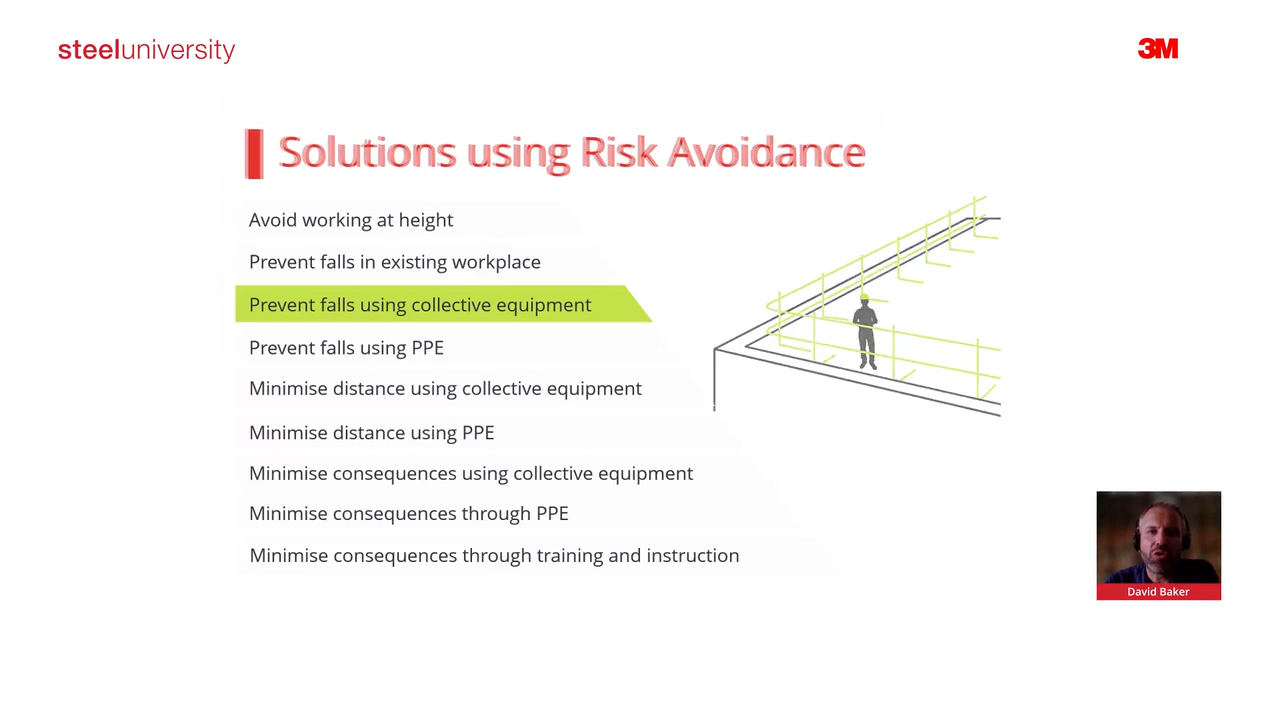 steeluniversity
3M
Solutions using Risk Avoidance
Avoid working at height
Prevent falls in existing workplace
Prevent falls using collective equipment
Prevent falls using PPE
Minimise distance using collective equipment
Minimise distance using PPE
Minimise consequences using collective equipment
Minimise consequences through PPE
Minimise consequences through training and instruction
David Baker